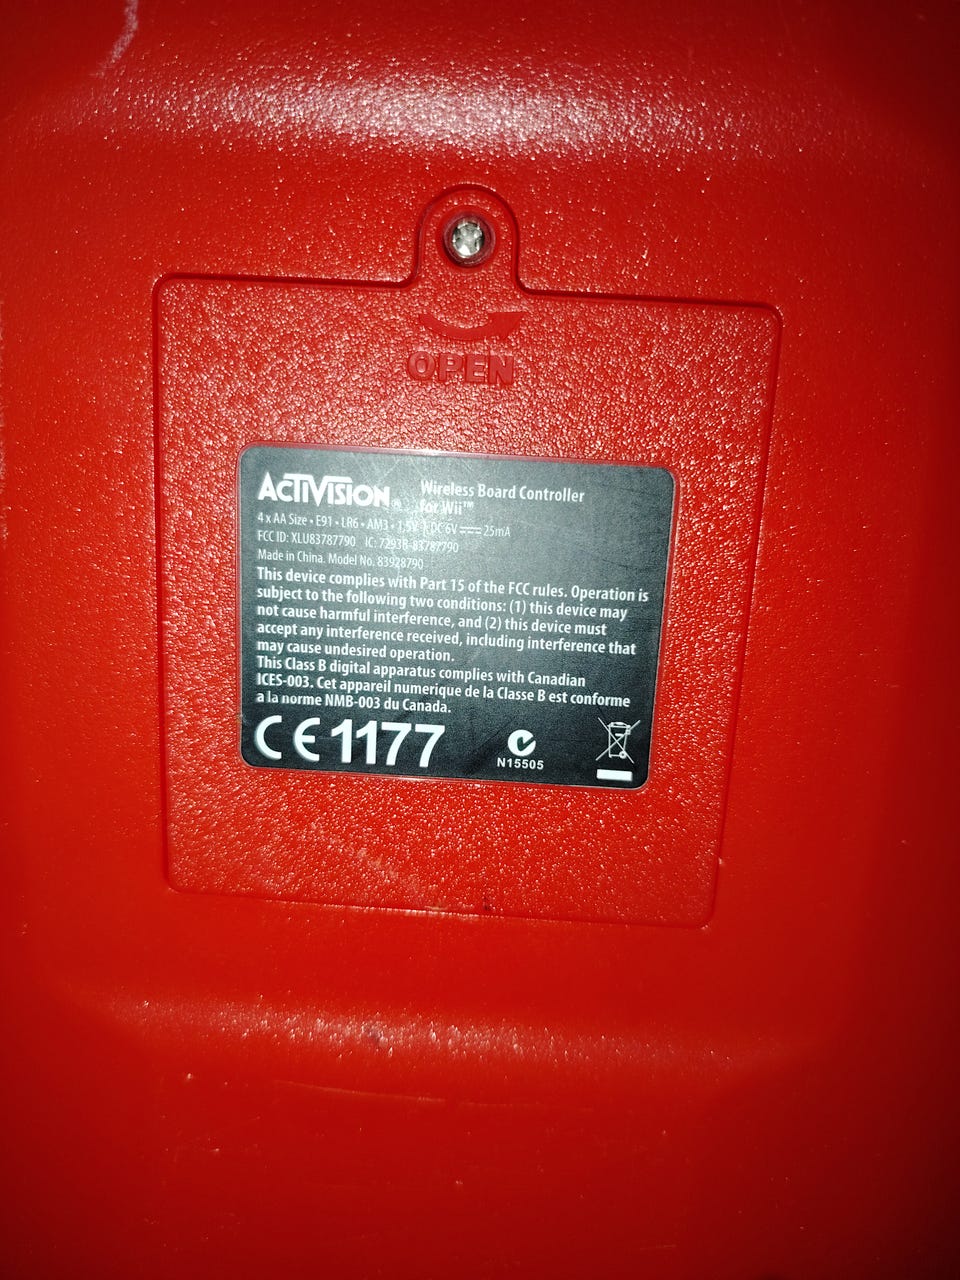 OPEN
ACTIVISION® Wireless Board Controller
for Wii™
4 x AA Size • E91 • LR6 • AM3 • 1.5V DC 6V 25mA
FCC ID: XLU83787790 IC: 7293B-83787790
Made in China. Model No. 83928790
This device complies with Part 15 of the FCC rules. Operation is
subject to the following two conditions: (1) this device may
not cause harmful interference, and (2) this device must
accept any interference received, including interference that
may cause undesired operation.
This Class B digital apparatus complies with Canadian
ICES-003. Cet appareil numerique de la Classe B est conforme
a la norme NMB-003 du Canada.
CE 1177
N15505